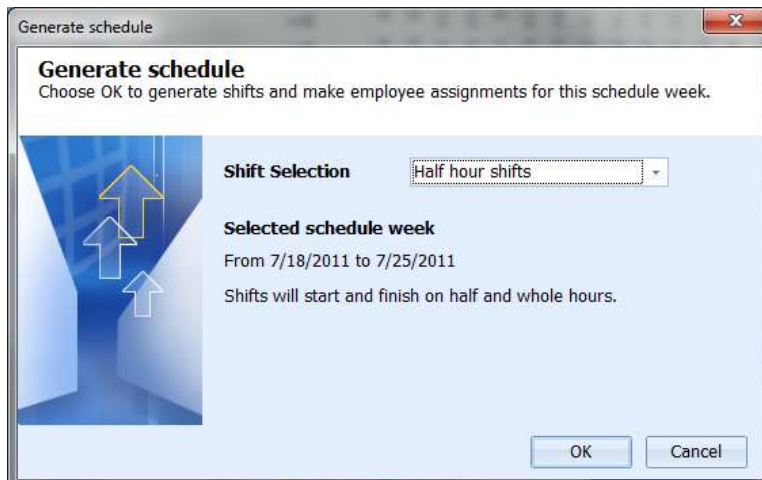 Generate schedule
Generate schedule
Choose OK to generate shifts and make employee assignments for this schedule week.
Shift Selection Half hour shifts
Selected schedule week
From 7/18/2011 to 7/25/2011
Shifts will start and finish on half and whole hours.
OK Cancel